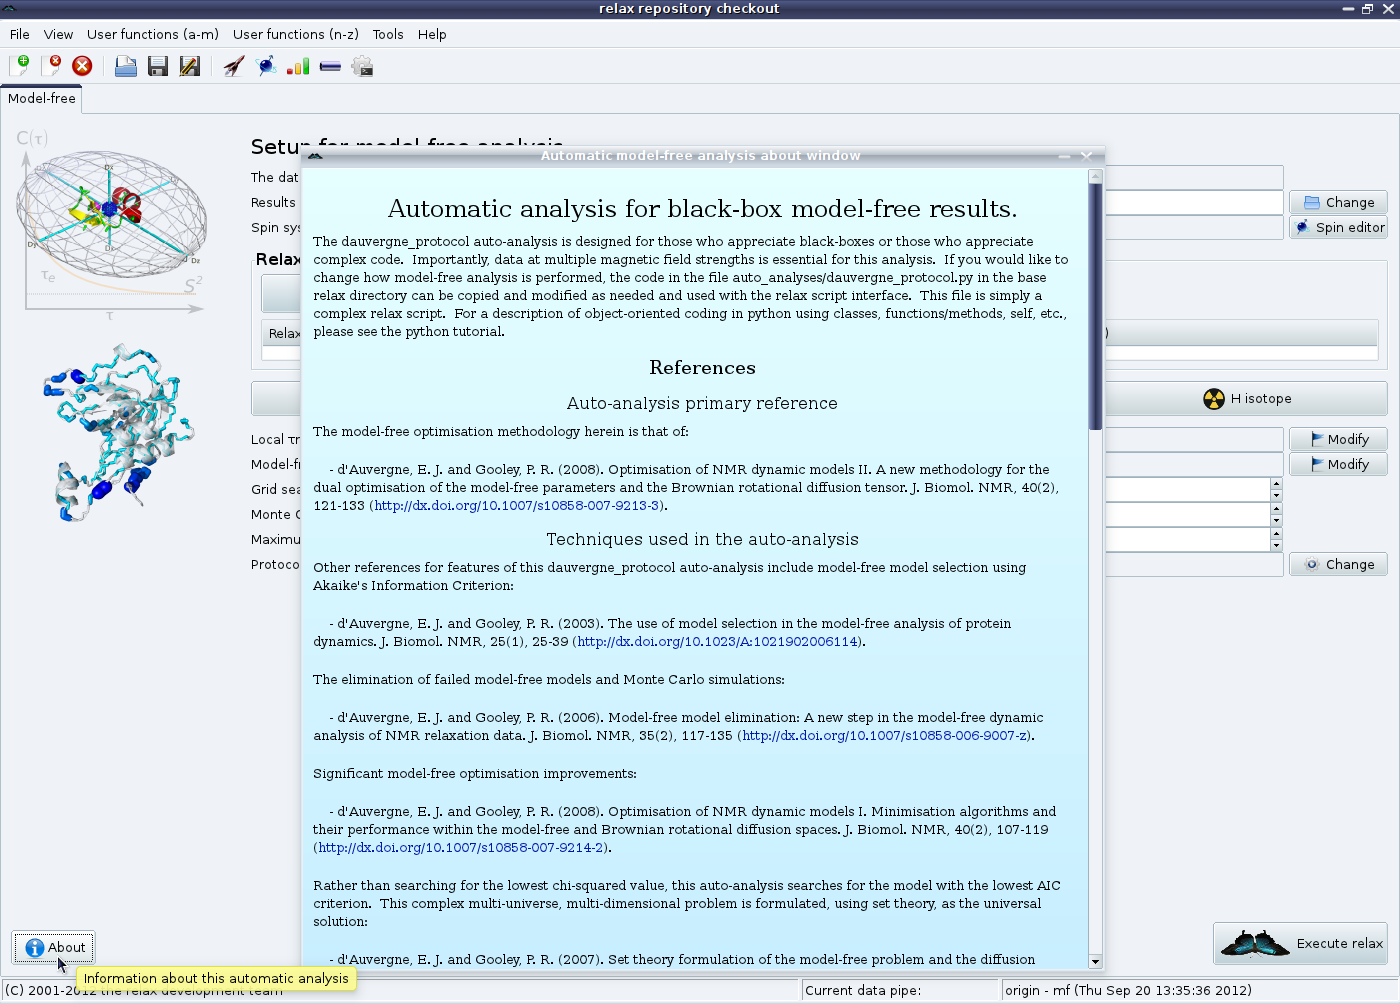 relax repository checkout
File View User functions (a-m) User functions (n-z) Tools Help
Model-free
C(τ)
Dx
Dy
Dz
τe
S²
τ
Setup for model-free analysis
The dat
Results
Change
Spin sys
Spin editor
Relax
Relax
)
H isotope
Local τm
Modify
Model-fr
Modify
Grid sea
Monte C
Maximu
Protoco
Change
Automatic model-free analysis about window
Automatic analysis for black-box model-free results.
The dauvergne_protocol auto-analysis is designed for those who appreciate black-boxes or those who appreciate
complex code.  Importantly, data at multiple magnetic field strengths is essential for this analysis.  If you would like to
change how model-free analysis is performed, the code in the file auto_analyses/dauvergne_protocol.py in the base
relax directory can be copied and modified as needed and used with the relax script interface.  This file is simply a
complex relax script.  For a description of object-oriented coding in python using classes, functions/methods, self, etc.,
please see the python tutorial.
References
Auto-analysis primary reference
The model-free optimisation methodology herein is that of:
- d'Auvergne, E. J. and Gooley, P. R. (2008). Optimisation of NMR dynamic models II. A new methodology for the
dual optimisation of the model-free parameters and the Brownian rotational diffusion tensor. J. Biomol. NMR, 40(2),
121-133 (http://dx.doi.org/10.1007/s10858-007-9213-3).
Techniques used in the auto-analysis
Other references for features of this dauvergne_protocol auto-analysis include model-free model selection using
Akaike's Information Criterion:
- d'Auvergne, E. J. and Gooley, P. R. (2003). The use of model selection in the model-free analysis of protein
dynamics. J. Biomol. NMR, 25(1), 25-39 (http://dx.doi.org/10.1023/A:1021902006114).
The elimination of failed model-free models and Monte Carlo simulations:
- d'Auvergne, E. J. and Gooley, P. R. (2006). Model-free model elimination: A new step in the model-free dynamic
analysis of NMR relaxation data. J. Biomol. NMR, 35(2), 117-135 (http://dx.doi.org/10.1007/s10858-006-9007-z).
Significant model-free optimisation improvements:
- d'Auvergne, E. J. and Gooley, P. R. (2008). Optimisation of NMR dynamic models I. Minimisation algorithms and
their performance within the model-free and Brownian rotational diffusion spaces. J. Biomol. NMR, 40(2), 107-119
(http://dx.doi.org/10.1007/s10858-007-9214-2).
Rather than searching for the lowest chi-squared value, this auto-analysis searches for the model with the lowest AIC
criterion.  This complex multi-universe, multi-dimensional problem is formulated, using set theory, as the universal
solution:
- d'Auvergne, E. J. and Gooley, P. R. (2007). Set theory formulation of the model-free problem and the diffusion
About
Execute relax
Information about this automatic analysis
(C) 2001-2012 the relax development team
Current data pipe:
origin - mf (Thu Sep 20 13:35:36 2012)